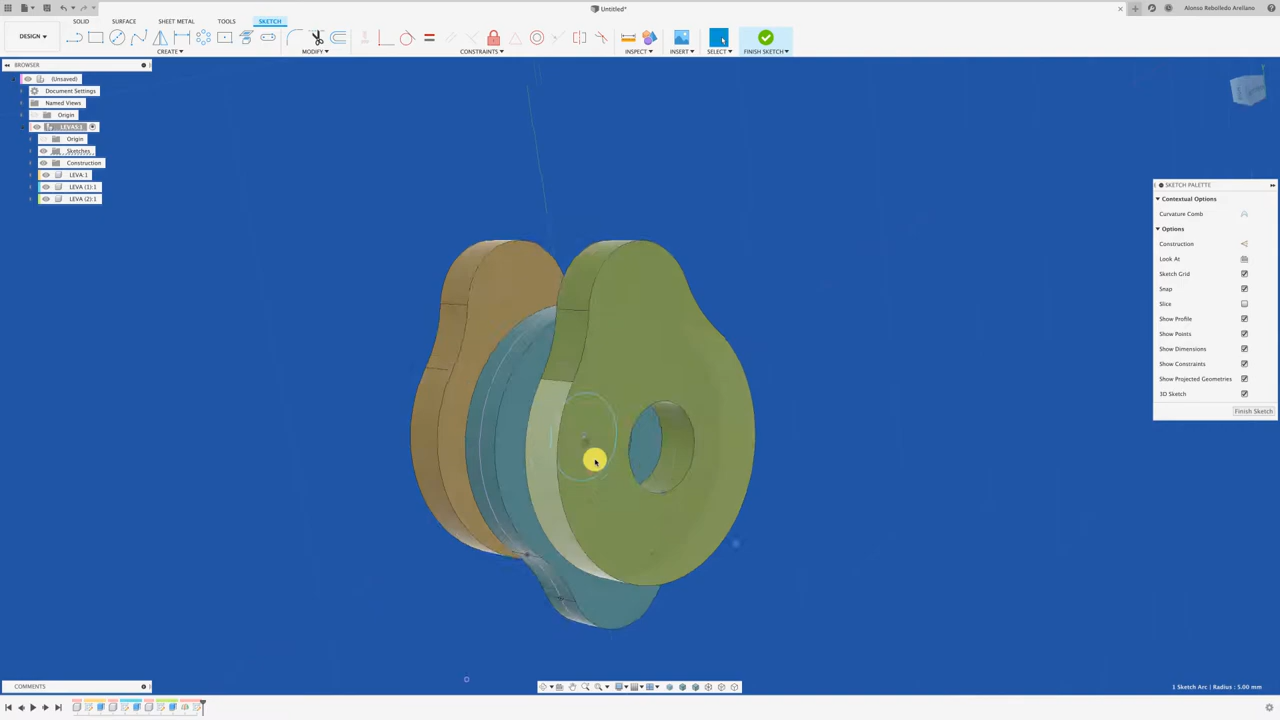 Untitled*
Alonso Rebolledo Arellano
DESIGN
SOLID
SURFACE
SHEET METAL
TOOLS
SKETCH
CREATE
MODIFY
CONSTRAINTS
INSPECT
INSERT
SELECT
FINISH SKETCH
BROWSER
(Unsaved)
Document Settings
Named Views
Origin
LEVAS:1
Origin
Sketches
Construction
LEVA:1
LEVA (1):1
LEVA (2):1
SKETCH PALETTE
Contextual Options
Curvature Comb
Options
Construction
Look At
Sketch Grid
Snap
Slice
Show Profile
Show Points
Show Dimensions
Show Constraints
Show Projected Geometries
3D Sketch
Finish Sketch
COMMENTS
1 Sketch Arc | Radius : 5.00 mm